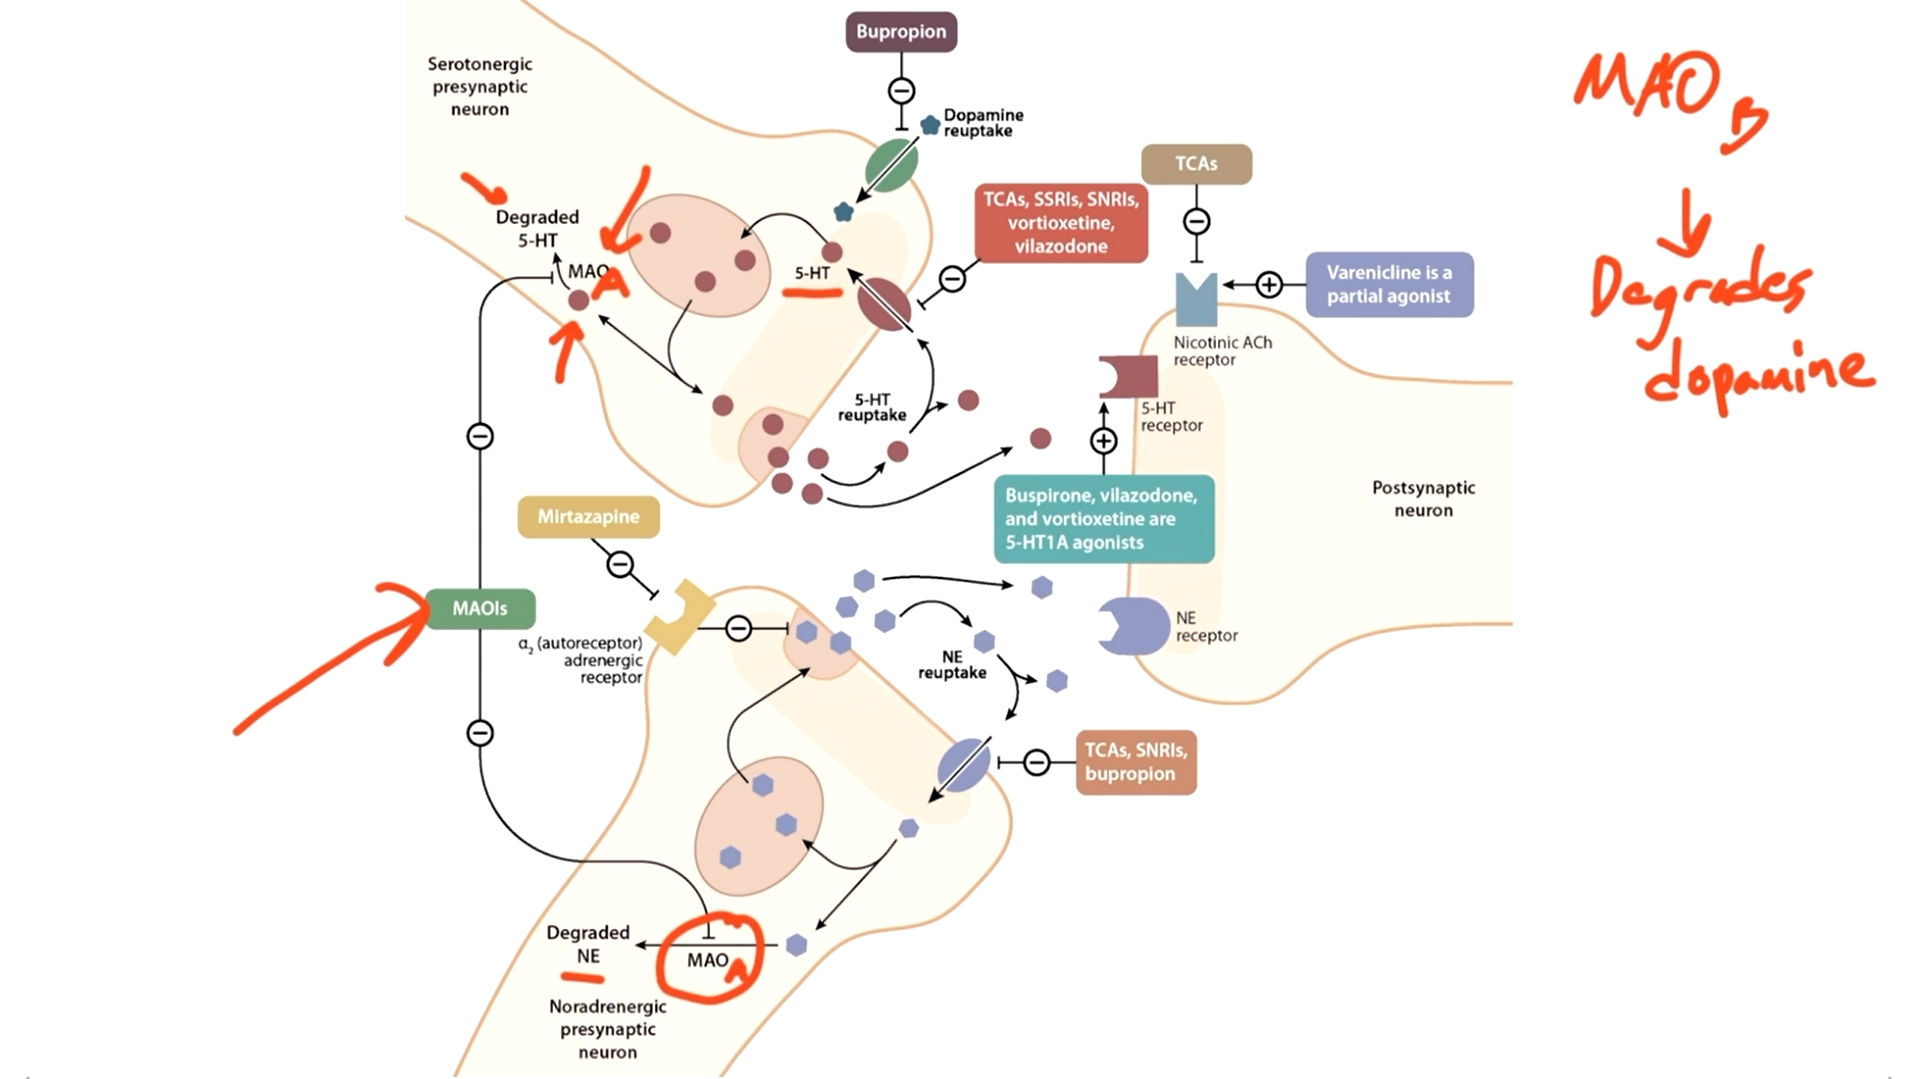 Bupropion
Serotonergic
presynaptic
neuron
Dopamine
reuptake
MAO B
Degrades
dopamine
TCAs
TCAs, SSRIs, SNRIs,
vortioxetine,
vilazodone
Degraded
5-HT
MAO A
5-HT
Varenicline is a
partial agonist
Nicotinic ACh
receptor
5-HT
reuptake
5-HT
receptor
Buspirone, vilazodone,
and vortioxetine are
5-HT1A agonists
Postsynaptic
neuron
Mirtazapine
MAOIs
α2 (autoreceptor)
adrenergic
receptor
NE
reuptake
NE
receptor
TCAs, SNRIs,
bupropion
Degraded
NE
MAO A
Noradrenergic
presynaptic
neuron